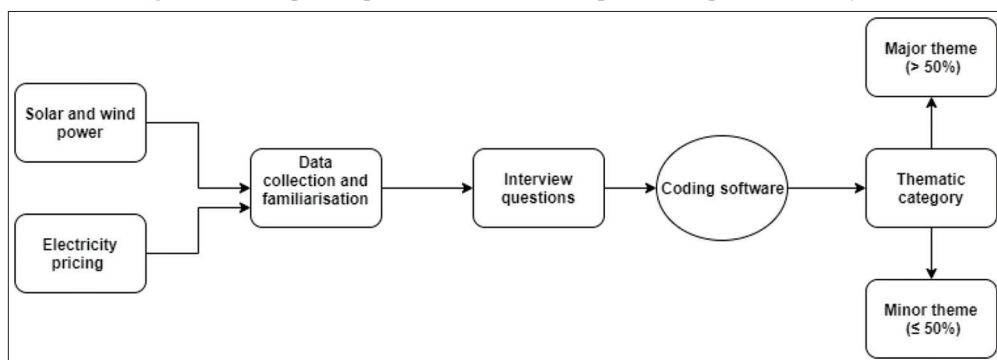 Solar and wind
power
Electricity
pricing
Data
collection and
familiarisation
Interview
questions
Coding software
Major theme
(> 50%)
Thematic
category
Minor theme
(≤ 50%)